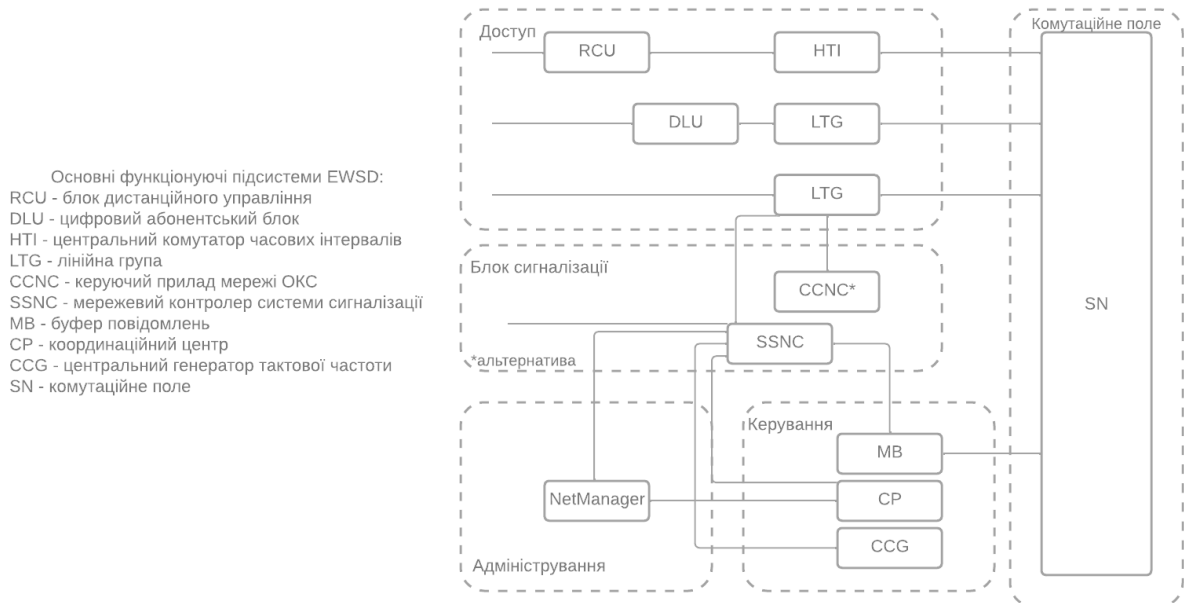 Основні функціонуючі підсистеми EWSD:
RCU - блок дистанційного управління
DLU - цифровий абонентський блок
HTI - центральний комутатор часових інтервалів
LTG - лінійна група
CCNC - керуючий прилад мережі ОКС
SSNC - мережевий контролер системи сигналізації
MB - буфер повідомлень
CP - координаційний центр
CCG - центральний генератор тактової частоти
SN - комутаційне поле
Доступ
RCU
HTI
DLU
LTG
LTG
Блок сигналізації
CCNC*
SSNC
*альтернатива
Адміністрування
NetManager
Керування
MB
CP
CCG
Комутаційне поле
SN